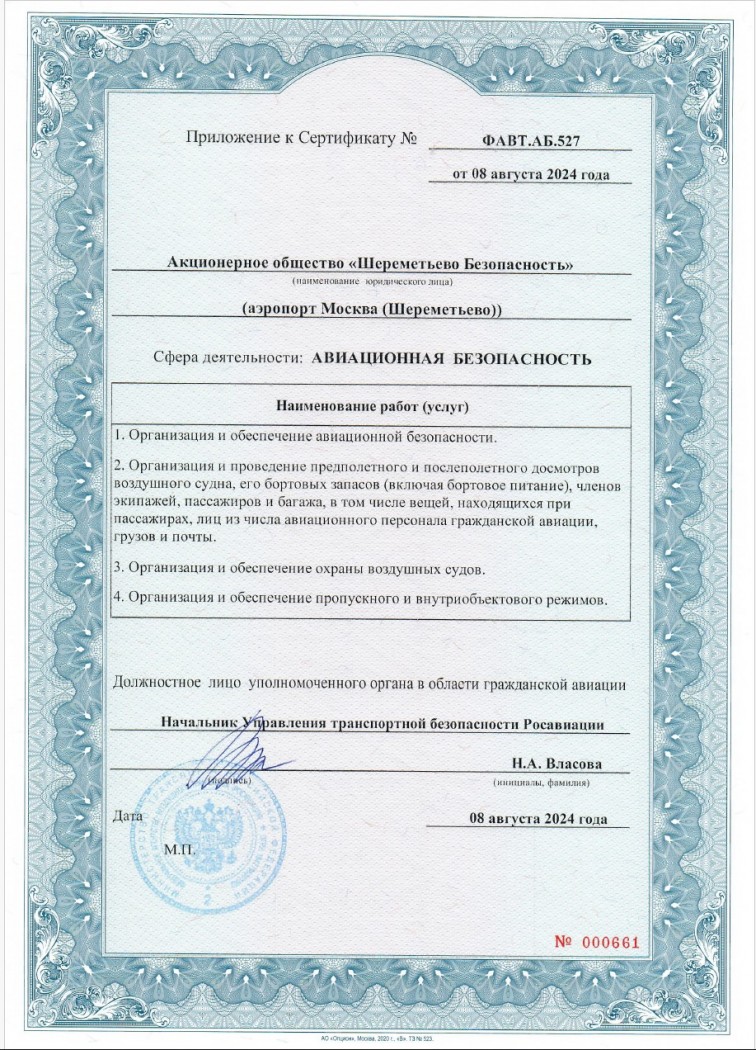 Приложение к Сертификату № ФАВТ.АБ.527
от 08 августа 2024 года
Акционерное общество «Шереметьево Безопасность»
(наименование юридического лица)
(аэропорт Москва (Шереметьево))
Сфера деятельности: АВИАЦИОННАЯ БЕЗОПАСНОСТЬ
Наименование работ (услуг)
1. Организация и обеспечение авиационной безопасности.
2. Организация и проведение предполетного и послеполетного досмотров
воздушного судна, его бортовых запасов (включая бортовое питание), членов
экипажей, пассажиров и багажа, в том числе вещей, находящихся при
пассажирах, лиц из числа авиационного персонала гражданской авиации,
грузов и почты.
3. Организация и обеспечение охраны воздушных судов.
4. Организация и обеспечение пропускного и внутриобъектового режимов.
Должностное лицо уполномоченного органа в области гражданской авиации
Начальник Управления транспортной безопасности Росавиации
Н.А. Власова
(подпись) (инициалы, фамилия)
Дата 08 августа 2024 года
М.П.
2
№ 000661
АО «Опцион», Москва, 2020 г., «В». ТЗ № 523.